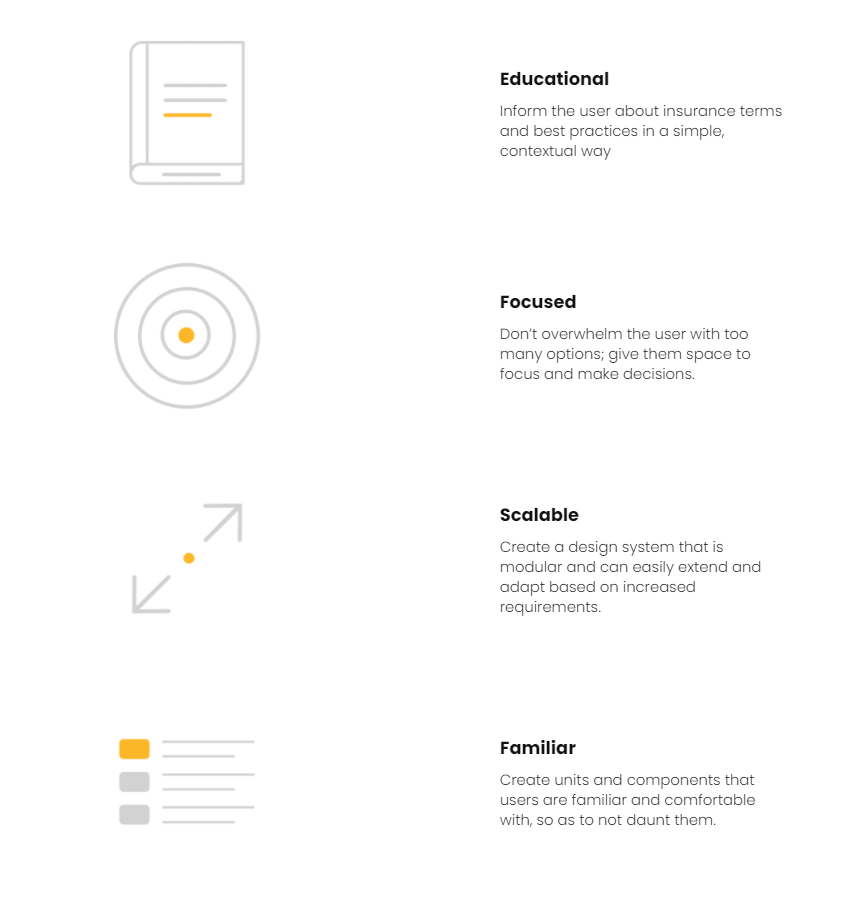 Educational
Inform the user about insurance terms
and best practices in a simple,
contextual way
Focused
Don’t overwhelm the user with too
many options; give them space to
focus and make decisions.
Scalable
Create a design system that is
modular and can easily extend and
adapt based on increased
requirements.
Familiar
Create units and components that
users are familiar and comfortable
with, so as to not daunt them.